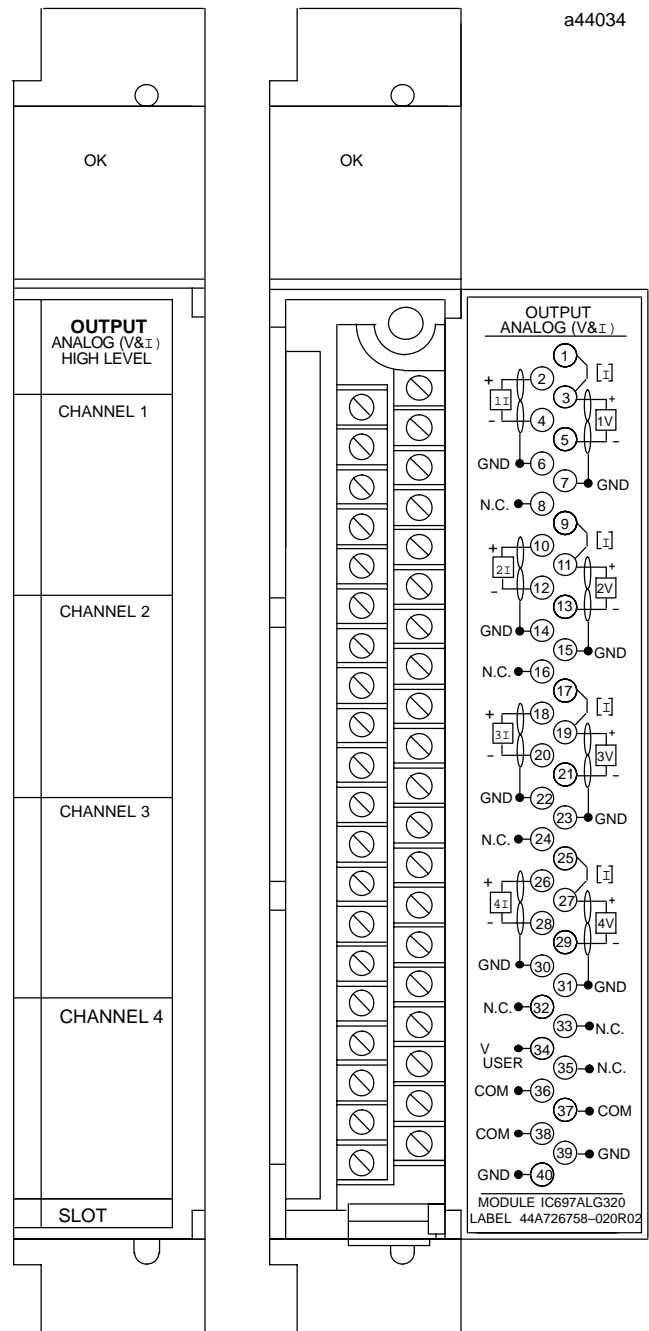 a44034
OK
OK
OUTPUT
ANALOG (V&I)
HIGH LEVEL
CHANNEL 1
CHANNEL 2
CHANNEL 3
CHANNEL 4
SLOT
OUTPUT
ANALOG (V&I)
1
[I]
+ 2
3 +
1I
1V
- 4
5 -
GND 6
7 GND
N.C. 8
9
[I]
+ 10
11 +
2I
2V
- 12
13 -
GND 14
15 GND
N.C. 16
17
[I]
+ 18
19 +
3I
3V
- 20
21 -
GND 22
23 GND
N.C. 24
25
[I]
+ 26
27 +
4I
4V
- 28
29 -
GND 30
31 GND
N.C. 32
33 N.C.
V
USER
34
35 N.C.
COM 36
37 COM
COM 38
39 GND
GND 40
MODULE IC697ALG320
LABEL 44A726758–020R02